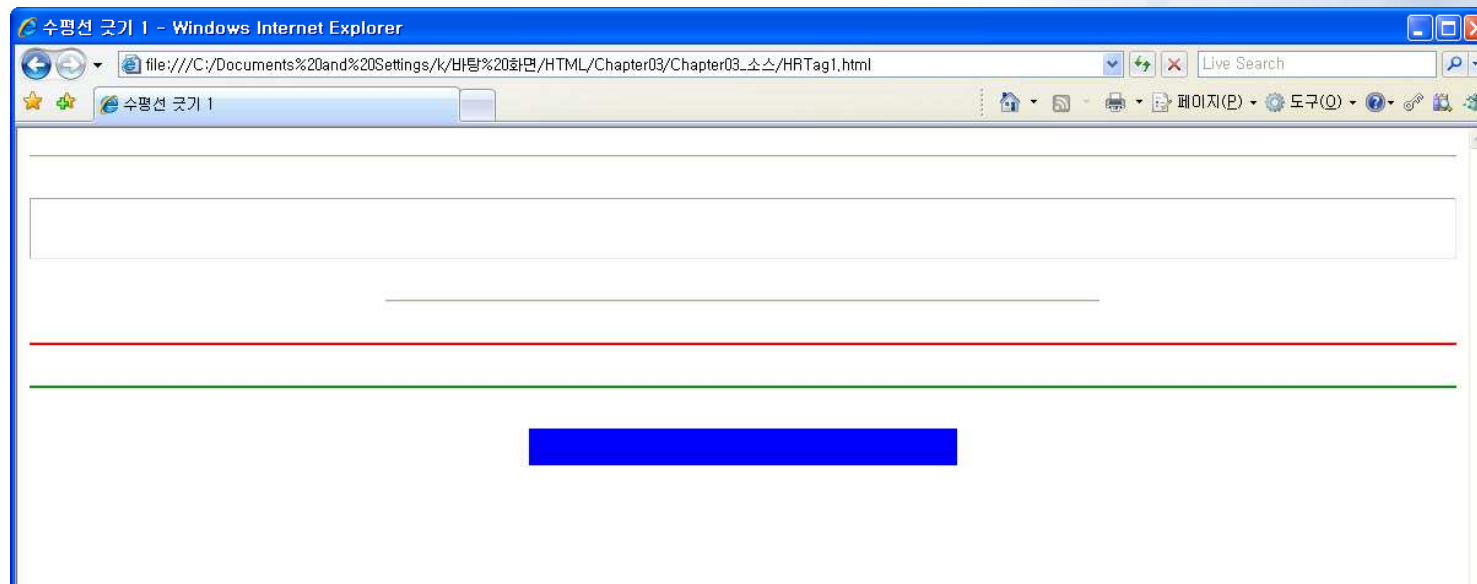 수평선 긋기 1 - Windows Internet Explorer
file:///C:/Documents%20and%20Settings/k/바탕%20화면/HTML/Chapter03/Chapter03_소스/HRTag1.html Live Search
수평선 긋기 1 페이지(P) 도구(O)